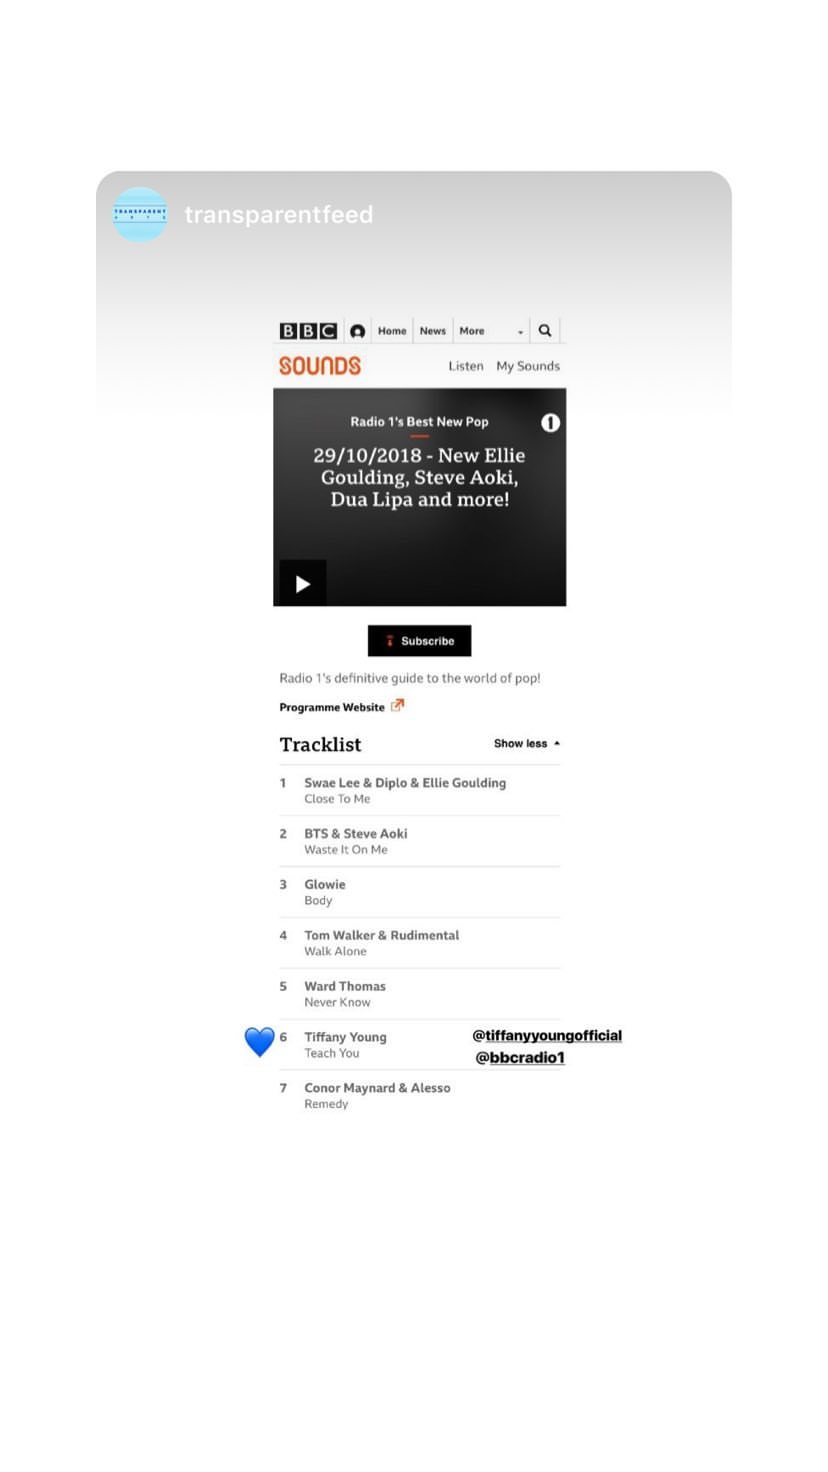 TRANSPARENT
ARTS
transparentfeed
BBC Home News More
SOUNDS Listen My Sounds
Radio 1's Best New Pop 1
29/10/2018 - New Ellie
Goulding, Steve Aoki,
Dua Lipa and more!
Subscribe
Radio 1's definitive guide to the world of pop!
Programme Website
Tracklist Show less
1 Swae Lee & Diplo & Ellie Goulding
Close To Me
2 BTS & Steve Aoki
Waste It On Me
3 Glowie
Body
4 Tom Walker & Rudimental
Walk Alone
5 Ward Thomas
Never Know
6 Tiffany Young @tiffanyyoungofficial
Teach You @bbcradio1
7 Conor Maynard & Alesso
Remedy